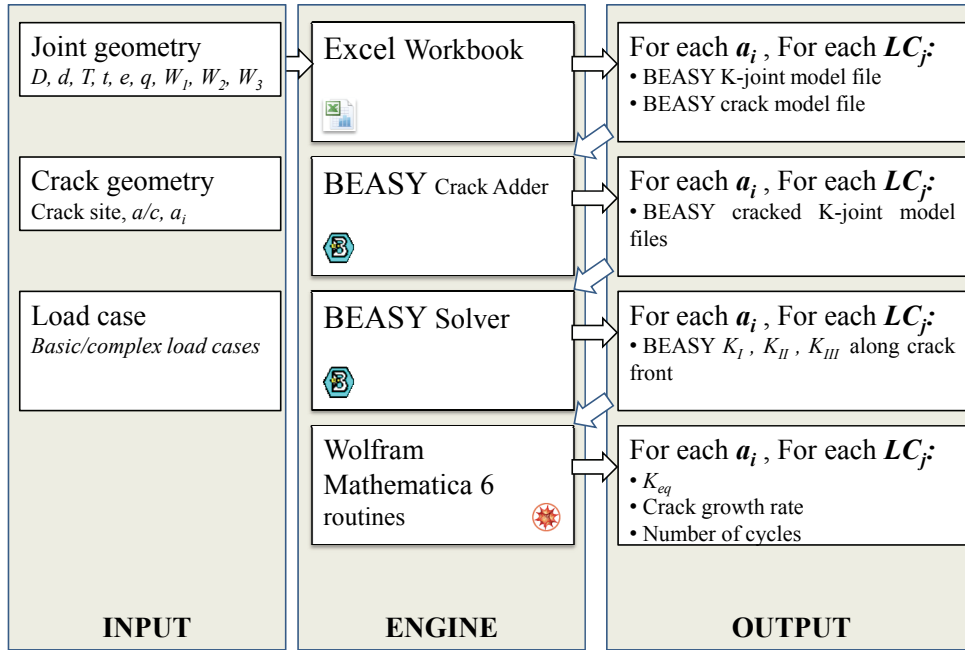 Joint geometry
D, d, T, t, e, q, W1, W2, W3
Crack geometry
Crack site, a/c, ai
Load case
Basic/complex load cases
INPUT
Excel Workbook
BEASY Crack Adder
BEASY Solver
Wolfram
Mathematica 6
routines
ENGINE
For each ai , For each LCj:
• BEASY K-joint model file
• BEASY crack model file
For each ai , For each LCj:
• BEASY cracked K-joint model
files
For each ai , For each LCj:
• BEASY KI , KII , KIII along crack
front
For each ai , For each LCj:
• Keq
• Crack growth rate
• Number of cycles
OUTPUT